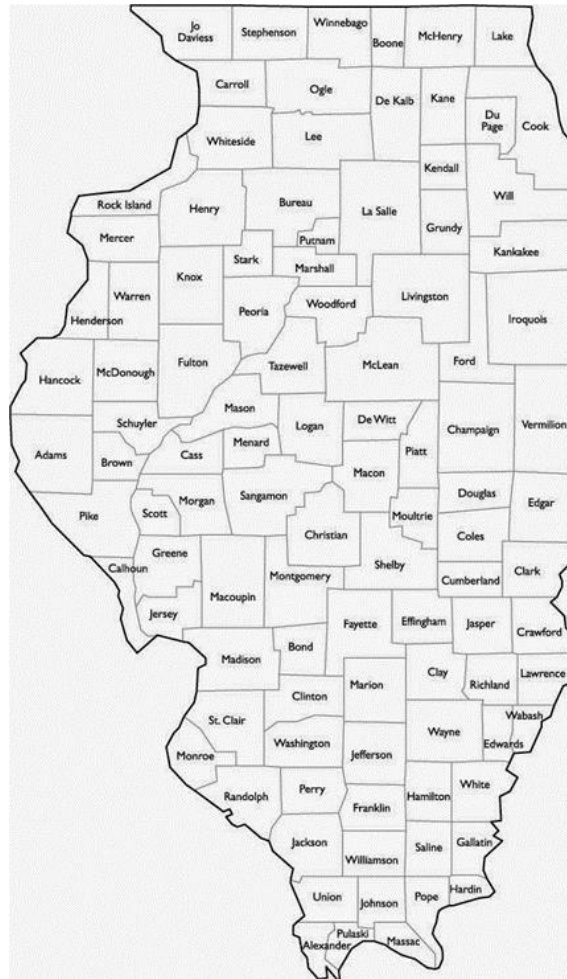 Jo
Daviess
Stephenson
Winnebago
Boone
McHenry
Lake
Carroll
Ogle
De Kalb
Kane
Du
Page
Cook
Whiteside
Lee
Kendall
Will
Rock Island
Henry
Bureau
La Salle
Grundy
Mercer
Putnam
Kankakee
Knox
Stark
Marshall
Warren
Peoria
Woodford
Livingston
Iroquois
Henderson
Hancock
McDonough
Fulton
Tazewell
McLean
Ford
Mason
Schuyler
Logan
De Witt
Champaign
Vermilion
Adams
Brown
Cass
Menard
Piatt
Macon
Pike
Scott
Morgan
Sangamon
Douglas
Edgar
Moultrie
Christian
Greene
Coles
Calhoun
Shelby
Clark
Macoupin
Montgomery
Cumberland
Jersey
Fayette
Effingham
Jasper
Crawford
Bond
Madison
Clay
Marion
Richland
Lawrence
Clinton
St. Clair
Wabash
Wayne
Washington
Edwards
Monroe
Jefferson
Randolph
Perry
Hamilton
White
Franklin
Jackson
Saline
Gallatin
Williamson
Union
Johnson
Pope
Hardin
Pulaski
Alexander
Massac